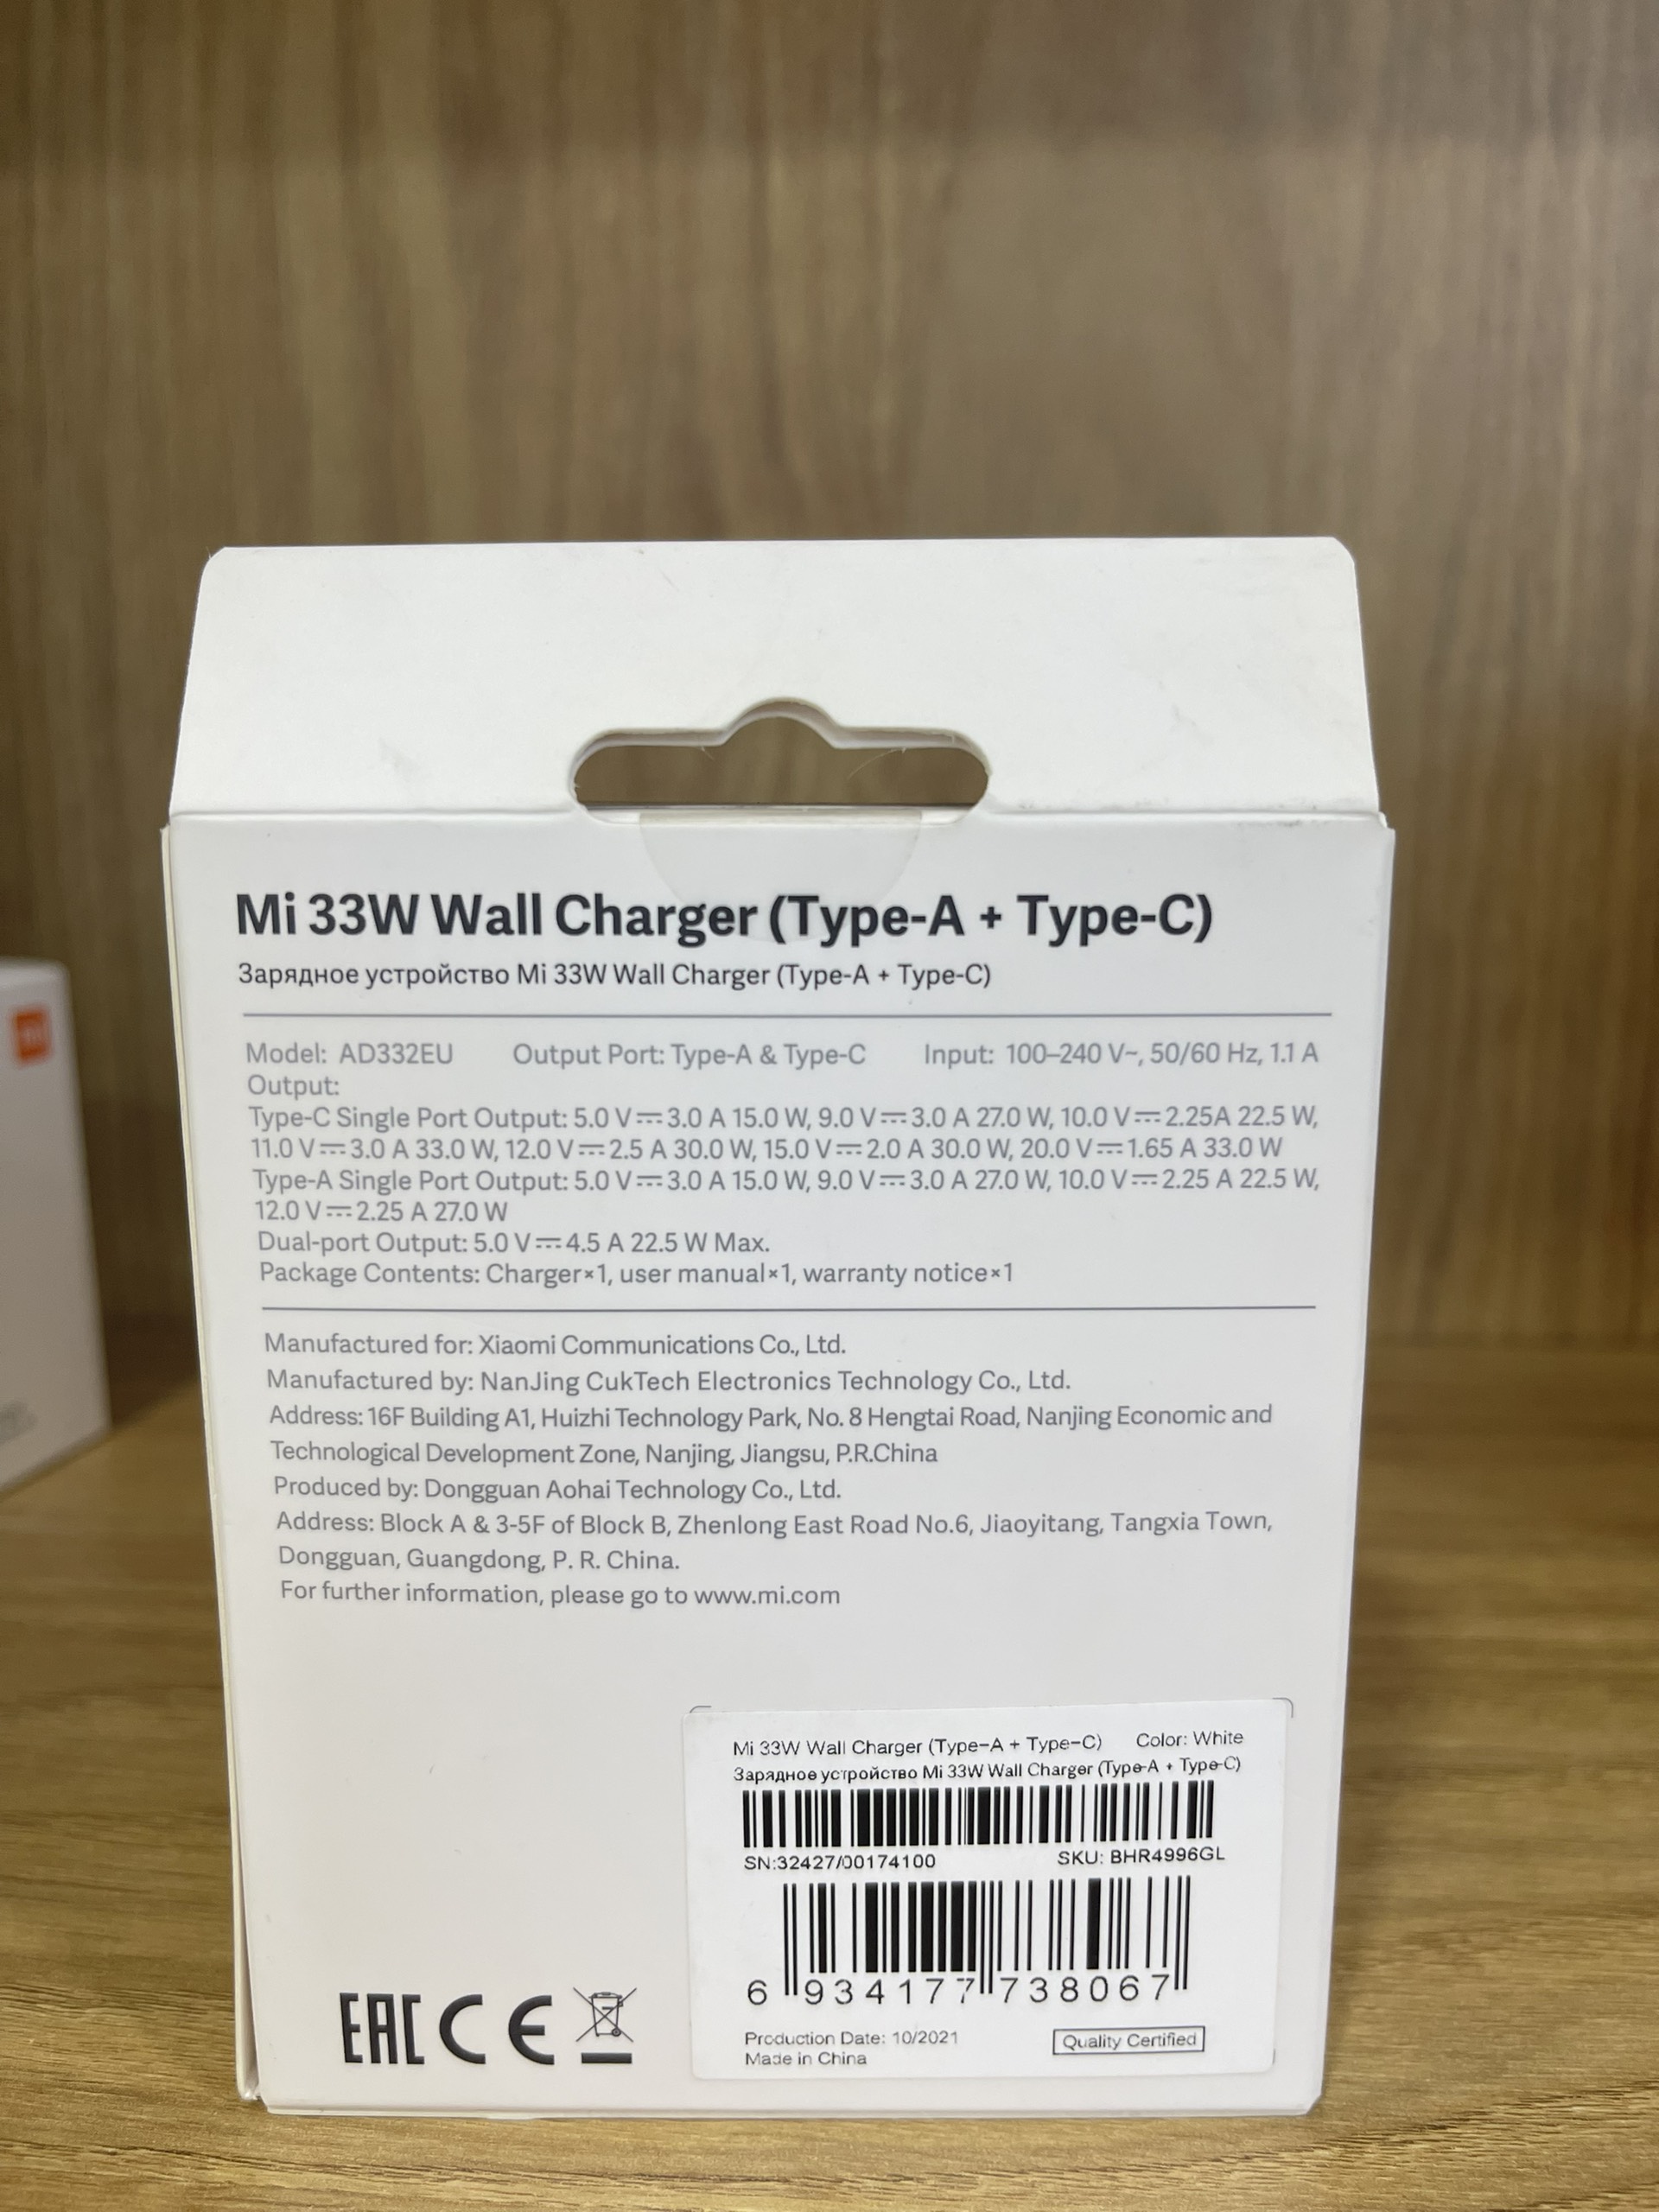 Mi 33W Wall Charger (Type-A + Type-C)
Зарядное устройство Mi 33W Wall Charger (Type-A + Type-C)
Model: AD332EU Output Port: Type-A & Type-C Input: 100–240 V~, 50/60 Hz, 1.1 A
Output:
Type-C Single Port Output: 5.0 V⎓3.0 A 15.0 W, 9.0 V⎓3.0 A 27.0 W, 10.0 V⎓2.25A 22.5 W,
11.0 V⎓3.0 A 33.0 W, 12.0 V⎓2.5 A 30.0 W, 15.0 V⎓2.0 A 30.0 W, 20.0 V⎓1.65 A 33.0 W
Type-A Single Port Output: 5.0 V⎓3.0 A 15.0 W, 9.0 V⎓3.0 A 27.0 W, 10.0 V⎓2.25 A 22.5 W,
12.0 V⎓2.25 A 27.0 W
Dual-port Output: 5.0 V⎓4.5 A 22.5 W Max.
Package Contents: Charger×1, user manual×1, warranty notice×1
Manufactured for: Xiaomi Communications Co., Ltd.
Manufactured by: NanJing CukTech Electronics Technology Co., Ltd.
Address: 16F Building A1, Huizhi Technology Park, No. 8 Hengtai Road, Nanjing Economic and
Technological Development Zone, Nanjing, Jiangsu, P.R.China
Produced by: Dongguan Aohai Technology Co., Ltd.
Address: Block A & 3-5F of Block B, Zhenlong East Road No.6, Jiaoyitang, Tangxia Town,
Dongguan, Guangdong, P. R. China.
For further information, please go to www.mi.com
Mi 33W Wall Charger (Type-A + Type-C) Color: White
Зарядное устройство Mi 33W Wall Charger (Type-A + Type-C)
SN:32427/00174100 SKU: BHR4996GL
6 934177 738067
Production Date: 10/2021 Quality Certified
Made in China
EAC CE
mi